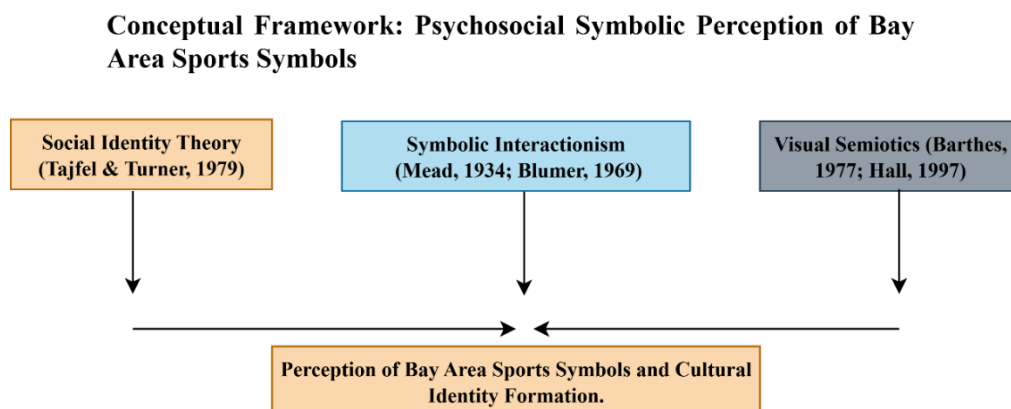 Conceptual Framework: Psychosocial Symbolic Perception of Bay
Area Sports Symbols
Social Identity Theory
(Tajfel & Turner, 1979)
Symbolic Interactionism
(Mead, 1934; Blumer, 1969)
Visual Semiotics (Barthes,
1977; Hall, 1997)
Perception of Bay Area Sports Symbols and Cultural
Identity Formation.